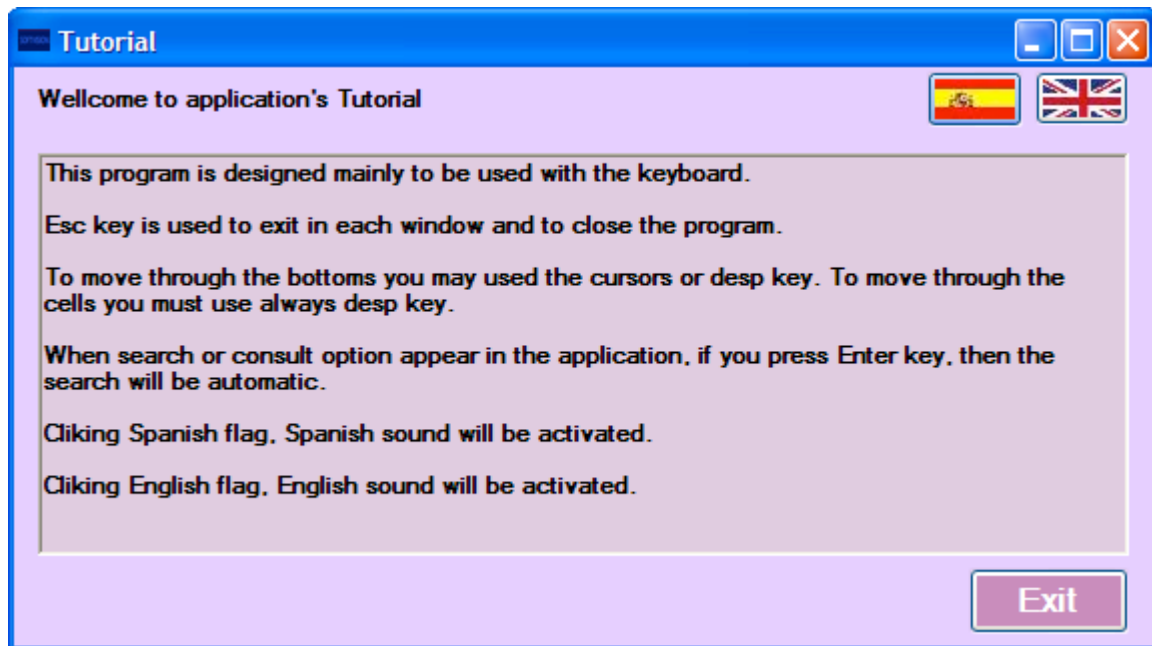 Tutorial
Wellcome to application's Tutorial
This program is designed mainly to be used with the keyboard.
Esc key is used to exit in each window and to close the program.
To move through the bottoms you may used the cursors or desp key. To move through the
cells you must use always desp key.
When search or consult option appear in the application, if you press Enter key, then the
search will be automatic.
Cliking Spanish flag, Spanish sound will be activated.
Cliking English flag, English sound will be activated.
Exit